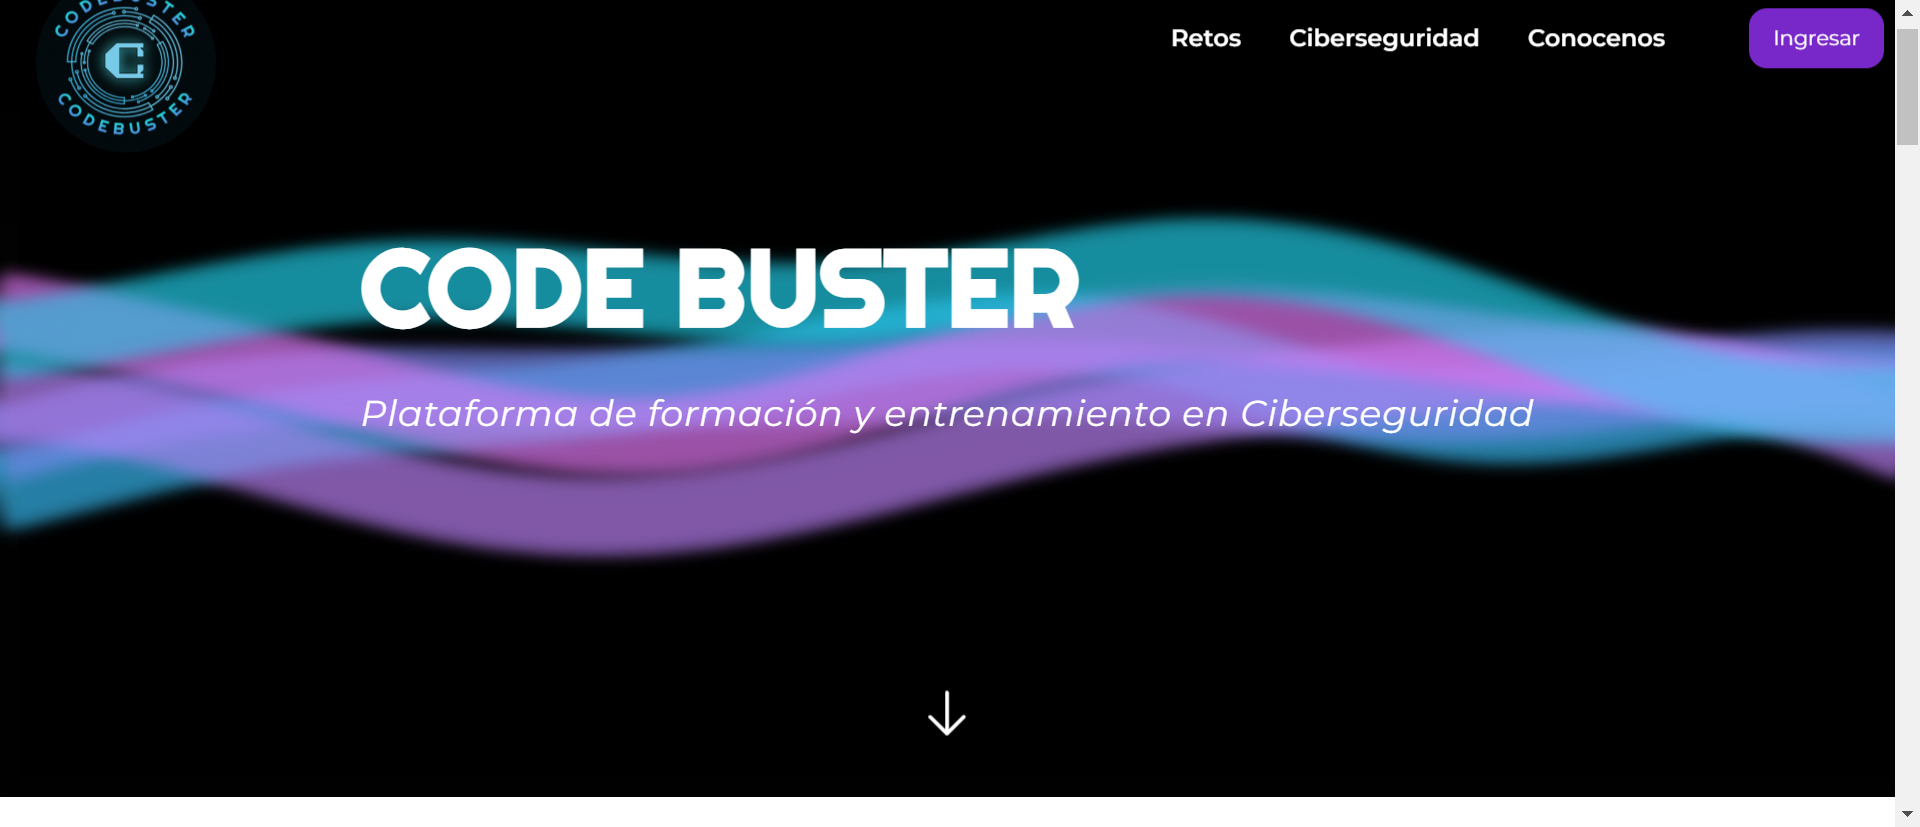 CODEBUSTER
CODEBUSTER
Retos Ciberseguridad Conocenos Ingresar
CODE BUSTER
Plataforma de formación y entrenamiento en Ciberseguridad